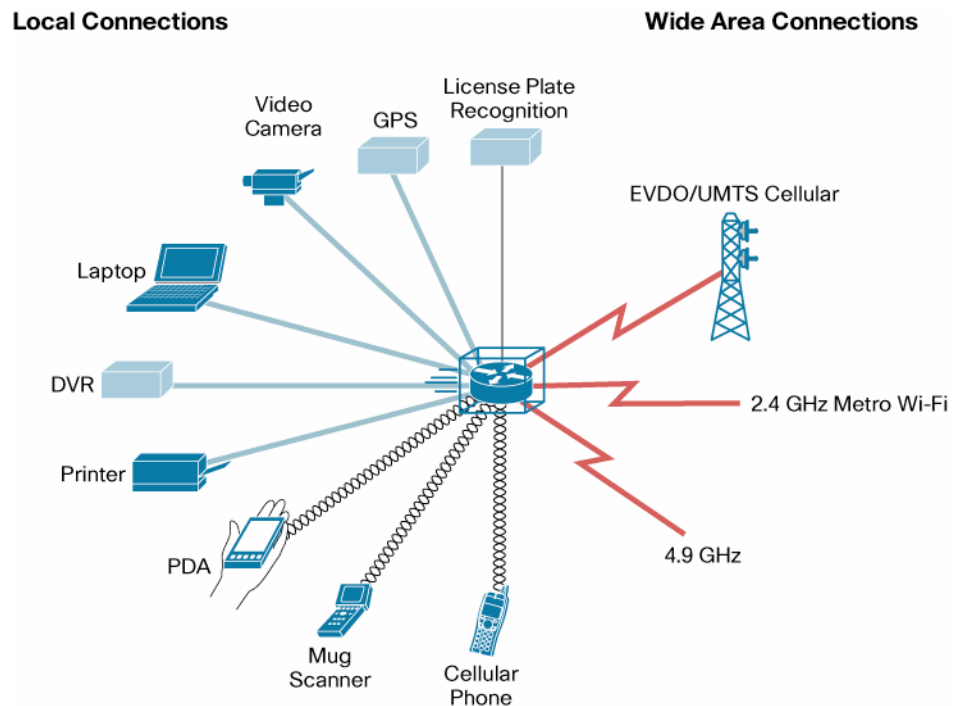 Local Connections
Wide Area Connections
License Plate
Recognition
Video
Camera
GPS
EVDO/UMTS Cellular
Laptop
DVR
2.4 GHz Metro Wi-Fi
Printer
4.9 GHz
PDA
Mug
Scanner
Cellular
Phone